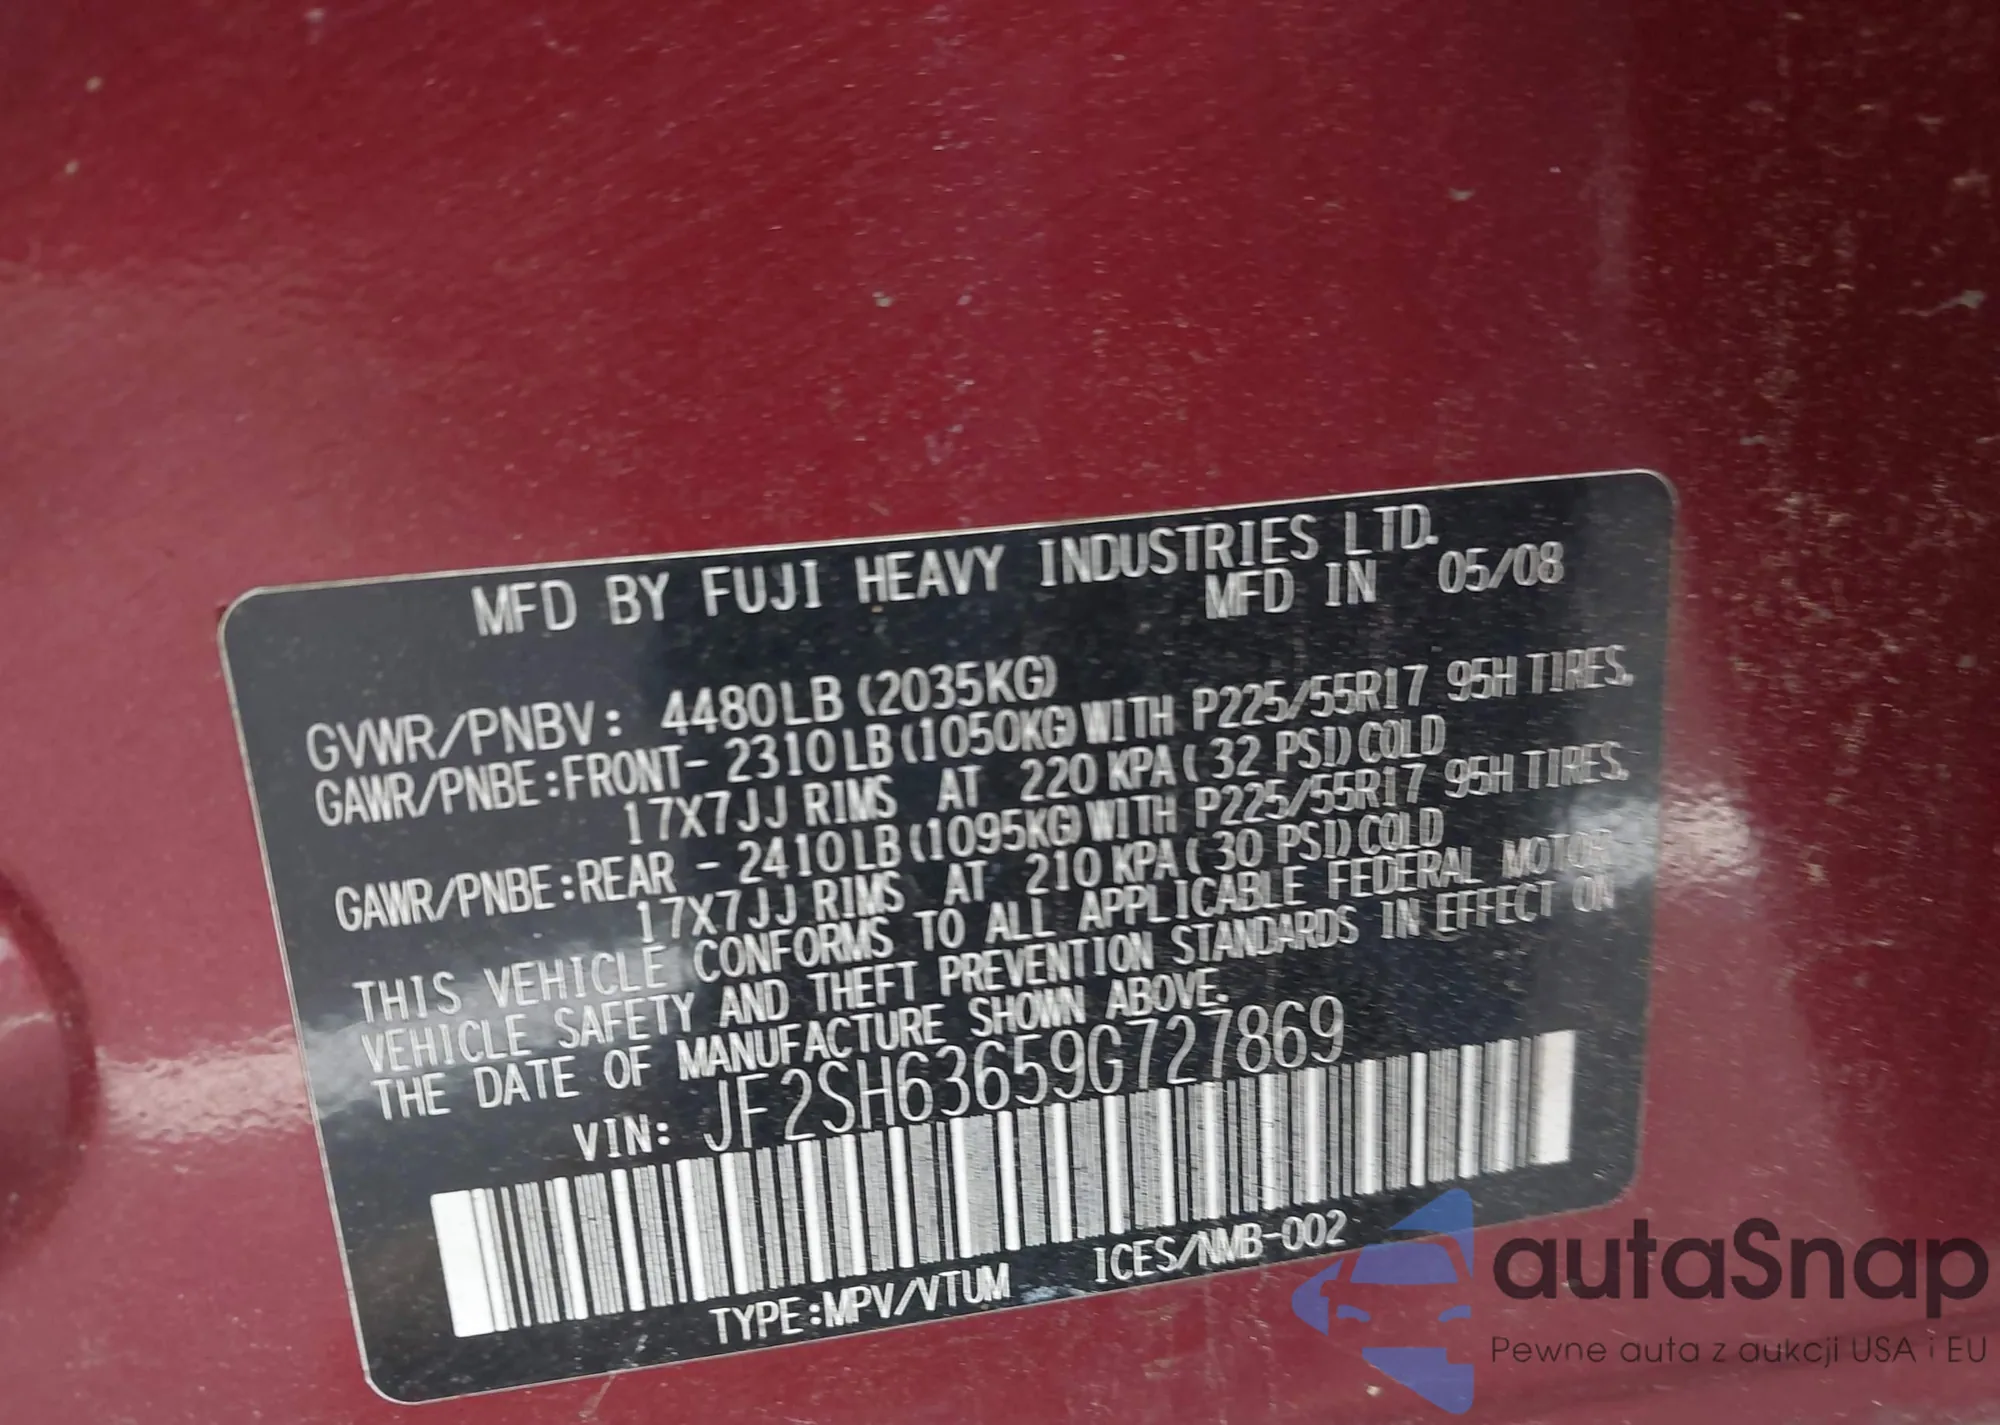 MFD BY FUJI HEAVY INDUSTRIES LTD.
MFD IN 05/08
GVWR/PNBV: 4480LB (2035KG)
GAWR/PNBE:FRONT- 2310LB (1050KG) WITH P225/55R17 95H TIRES,
17X7JJ RIMS AT 220 KPA ( 32 PSI) COLD
GAWR/PNBE:REAR - 2410LB (1095KG) WITH P225/55R17 95H TIRES,
17X7JJ RIMS AT 210 KPA ( 30 PSI) COLD
THIS VEHICLE CONFORMS TO ALL APPLICABLE FEDERAL MOTOR
VEHICLE SAFETY AND THEFT PREVENTION STANDARDS IN EFFECT ON
THE DATE OF MANUFACTURE SHOWN ABOVE.
VIN: JF2SH63659G727869
TYPE:MPV/VTUM ICES/NMB-002
autaSnap
Pewne auta z aukcji USA i EU